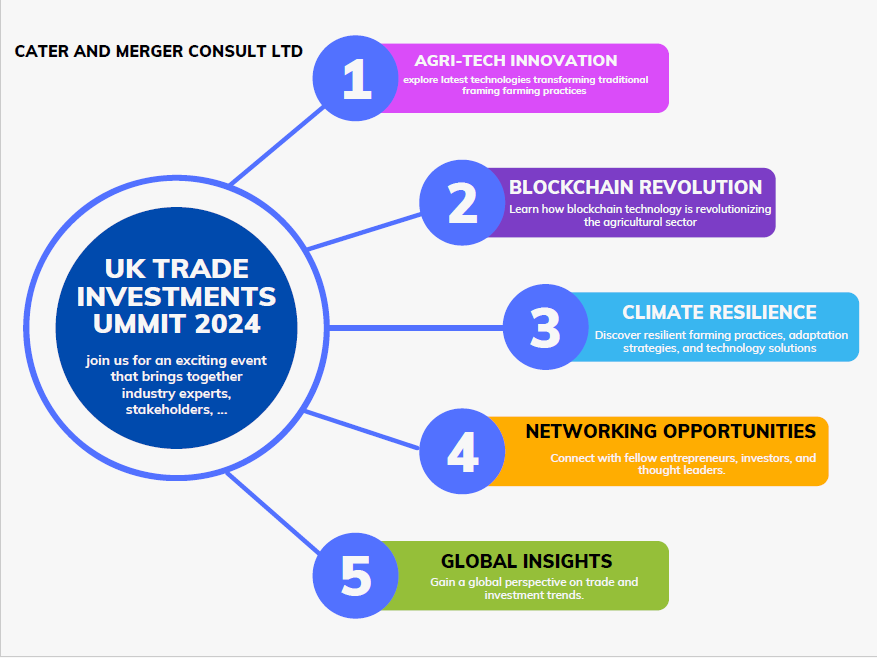 CATER AND MERGER CONSULT LTD
1
AGRI-TECH INNOVATION
explore latest technologies transforming traditional
framing farming practices
2
BLOCKCHAIN REVOLUTION
Learn how blockchain technology is revolutionizing
the agricultural sector
UK TRADE
INVESTMENTS
UMMIT 2024
join us for an exciting event
that brings together
industry experts,
stakeholders, ...
3
CLIMATE RESILIENCE
Discover resilient farming practices, adaptation
strategies, and technology solutions
4
NETWORKING OPPORTUNITIES
Connect with fellow entrepreneurs, investors, and
thought leaders.
5
GLOBAL INSIGHTS
Gain a global perspective on trade and
investment trends.